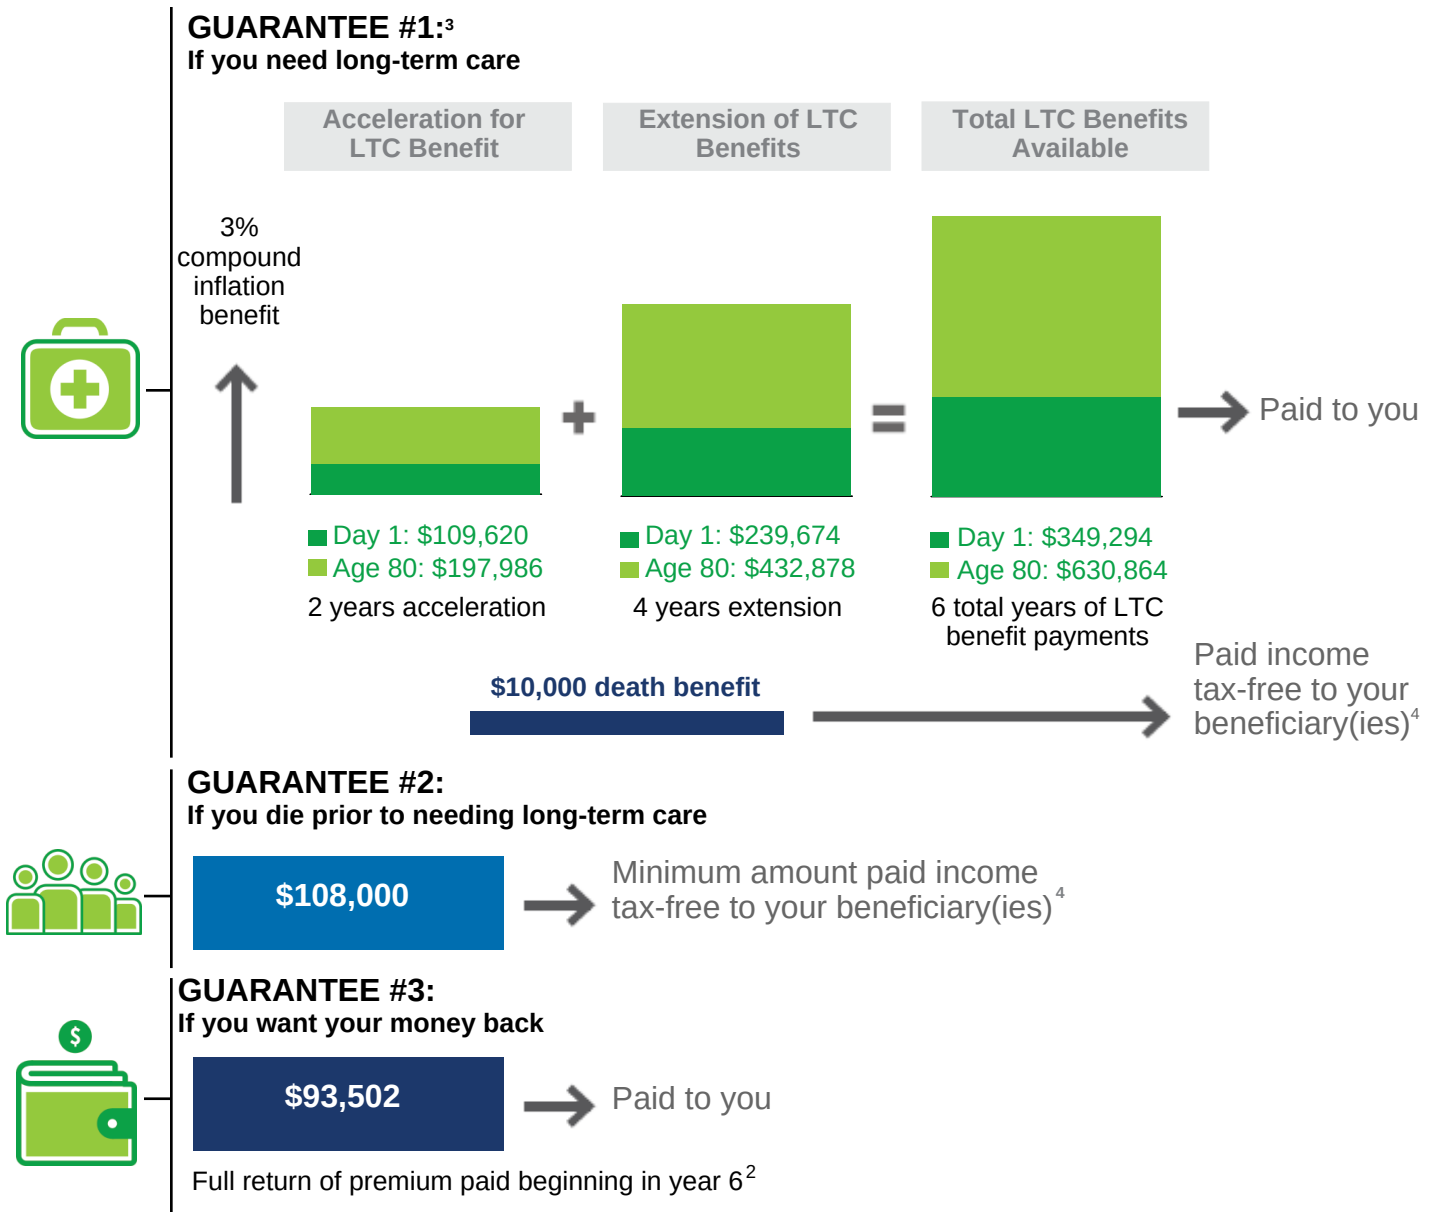 GUARANTEE #1:3
If you need long-term care
Acceleration for
LTC Benefit
Extension of LTC
Benefits
Total LTC Benefits
Available
3%
compound
inflation
benefit
+
=
Paid to you
Day 1: $109,620
Age 80: $197,986
2 years acceleration
Day 1: $239,674
Age 80: $432,878
4 years extension
Day 1: $349,294
Age 80: $630,864
6 total years of LTC
benefit payments
$10,000 death benefit
Paid income
tax-free to your
beneficiary(ies)4
GUARANTEE #2:
If you die prior to needing long-term care
$108,000
Minimum amount paid income
tax-free to your beneficiary(ies)4
GUARANTEE #3:
If you want your money back
$
$93,502
Paid to you
Full return of premium paid beginning in year 62